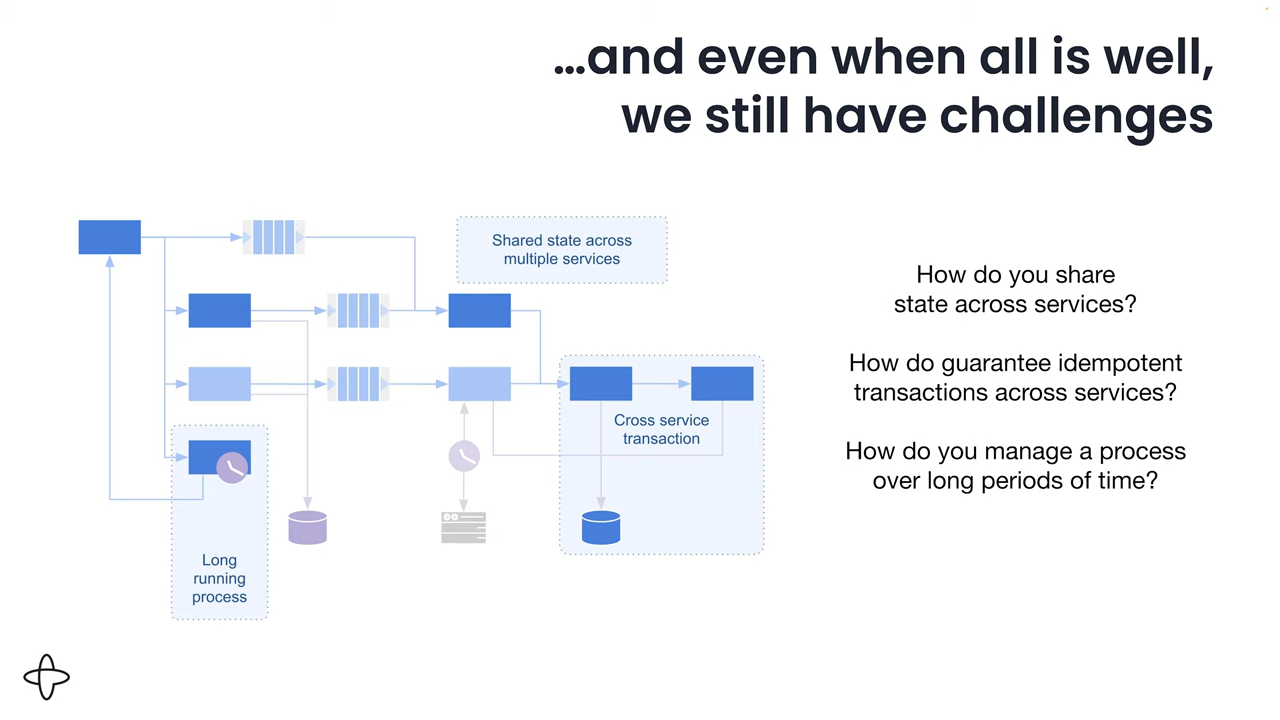 …and even when all is well,
we still have challenges
Shared state across
multiple services
Cross service
transaction
Long
running
process
How do you share
state across services?
How do guarantee idempotent
transactions across services?
How do you manage a process
over long periods of time?